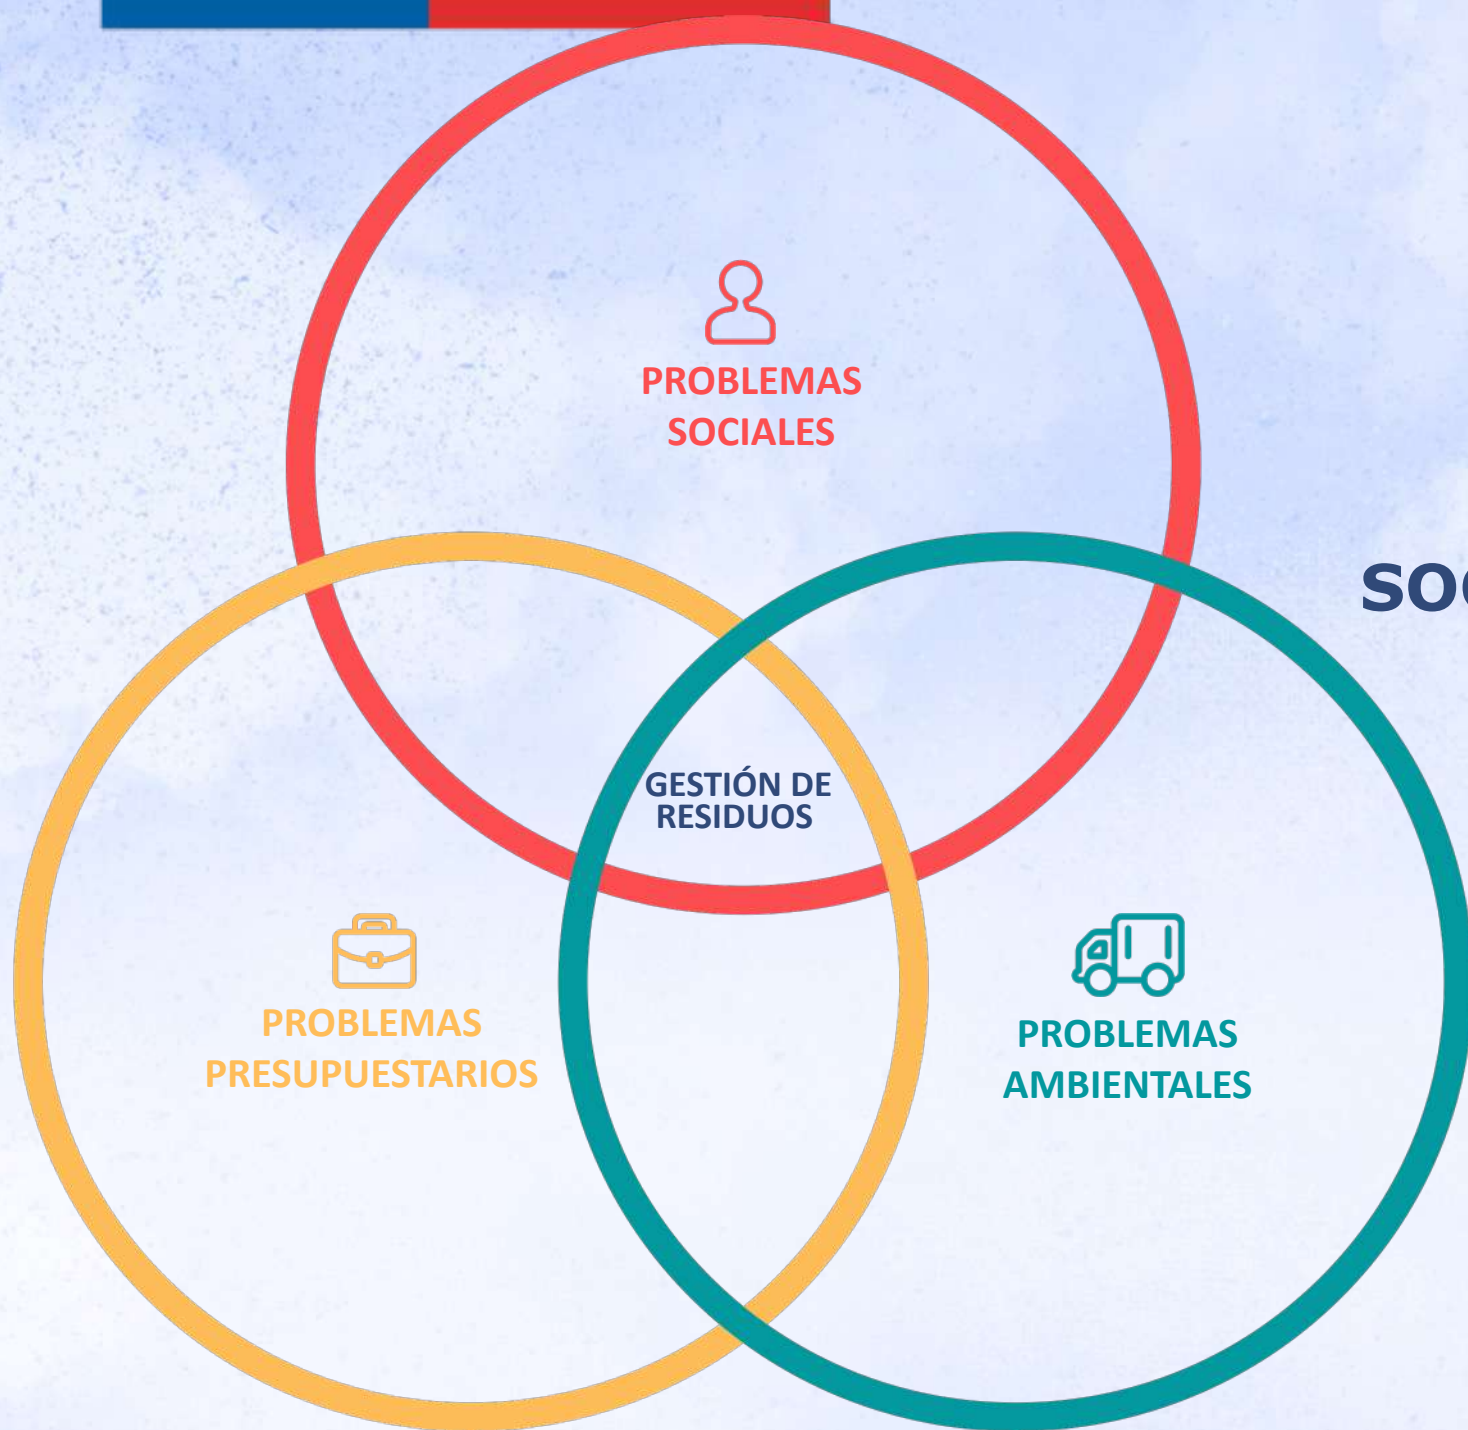 PROBLEMAS
SOCIALES
GESTIÓN DE
RESIDUOS
PROBLEMAS
PRESUPUESTARIOS
PROBLEMAS
AMBIENTALES